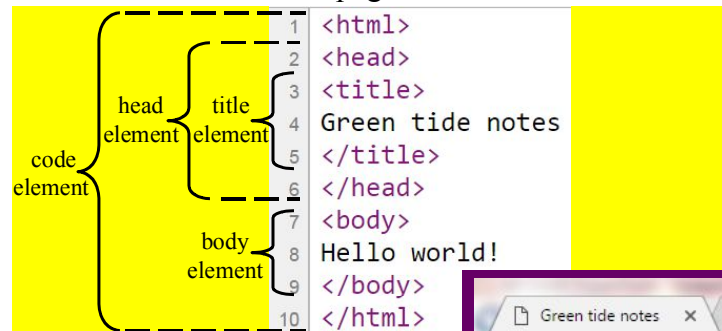 1 <html>
2 <head>
3 <title>
4 Green tide notes
5 </title>
6 </head>
7 <body>
8 Hello world!
9 </body>
10 </html>
head
element
title
element
code
element
body
element
Green tide notes ×